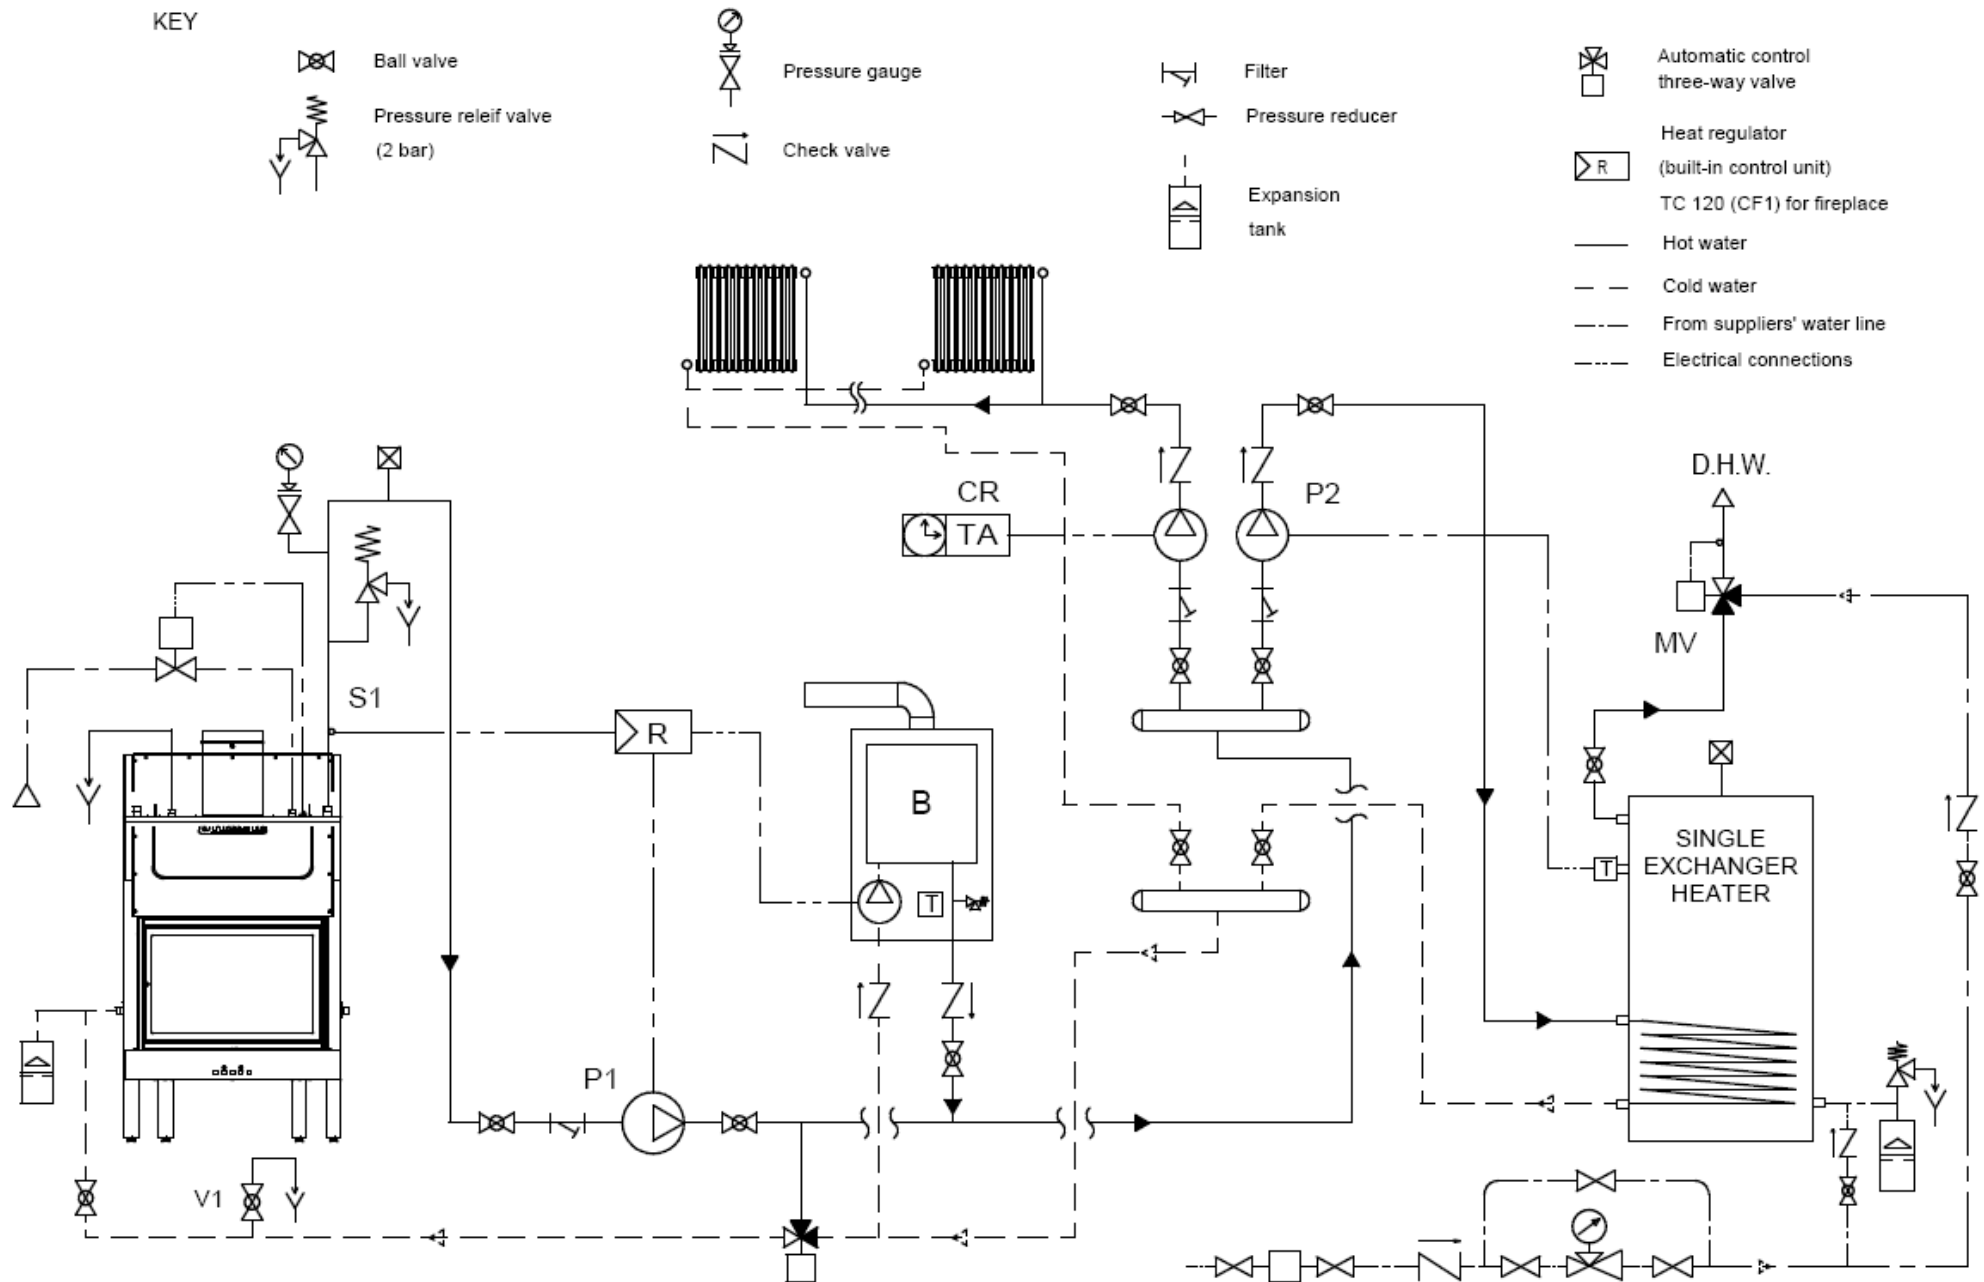 KEY
Ball valve
Pressure releif valve
(2 bar)
Pressure gauge
Check valve
Filter
Pressure reducer
Expansion
tank
Automatic control
three-way valve
Heat regulator
R
(built-in control unit)
TC 120 (CF1) for fireplace
Hot water
Cold water
From suppliers' water line
Electrical connections
D.H.W.
CR
TA
P2
MV
S1
R
B
T
SINGLE
EXCHANGER
HEATER
T
P1
V1